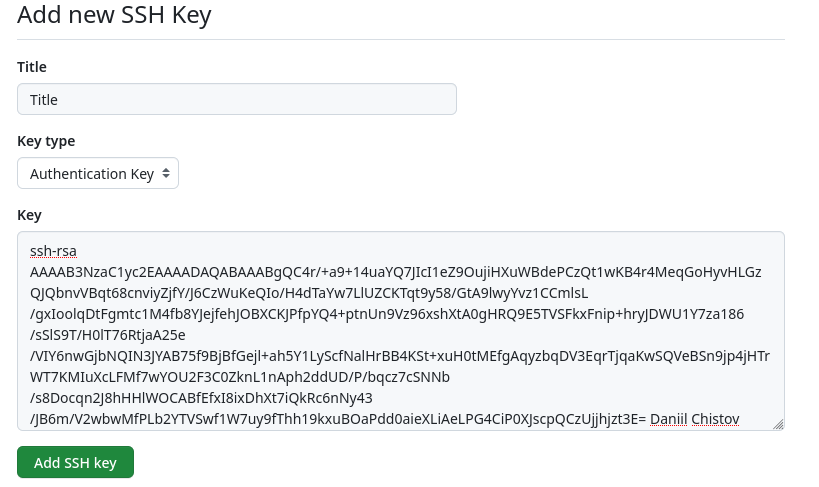 Add new SSH Key
Title
Title
Key type
Authentication Key
Key
ssh-rsa
AAAAB3NzaC1yc2EAAAADAQABAAABgQC4r/+a9+14uaYQ7JIcI1eZ9OujiHXuWBdePCzQt1wKB4r4MeqGoHyvHLGz
QJQbnvVBqt68cnviyZjfY/J6CzWuKeQIo/H4dTaYw7LlUZCKTqt9y58/GtA9lwyYvz1CCmlsL
/gxIoolqDtFgmtc1M4fb8YJejfehJOBXCKJPfpYQ4+ptnUn9Vz96xshXtA0gHRQ9E5TVSFkxFnip+hryJDWU1Y7za186
/sSlS9T/H0lT76RtjaA25e
/VIY6nwGjbNQIN3JYAB75f9BjBfGejl+ah5Y1LyScfNalHrBB4KSt+xuH0tMEfgAqyzbqDV3EqrTjqaKwSQVeBSn9jp4jHTr
WT7KMIuXcLFMf7wYOU2F3C0ZknL1nAph2ddUD/P/bqcz7cSNNb
/s8Docqn2J8hHHlWOCABfEfxI8ixDhXt7iQkRc6nNy43
/JB6m/V2wbwMfPLb2YTVSwf1W7uy9fThh19kxuBOaPdd0aieXLiAeLPG4CiP0XJscpQCzUjjhjzt3E= Daniil Chistov
Add SSH key